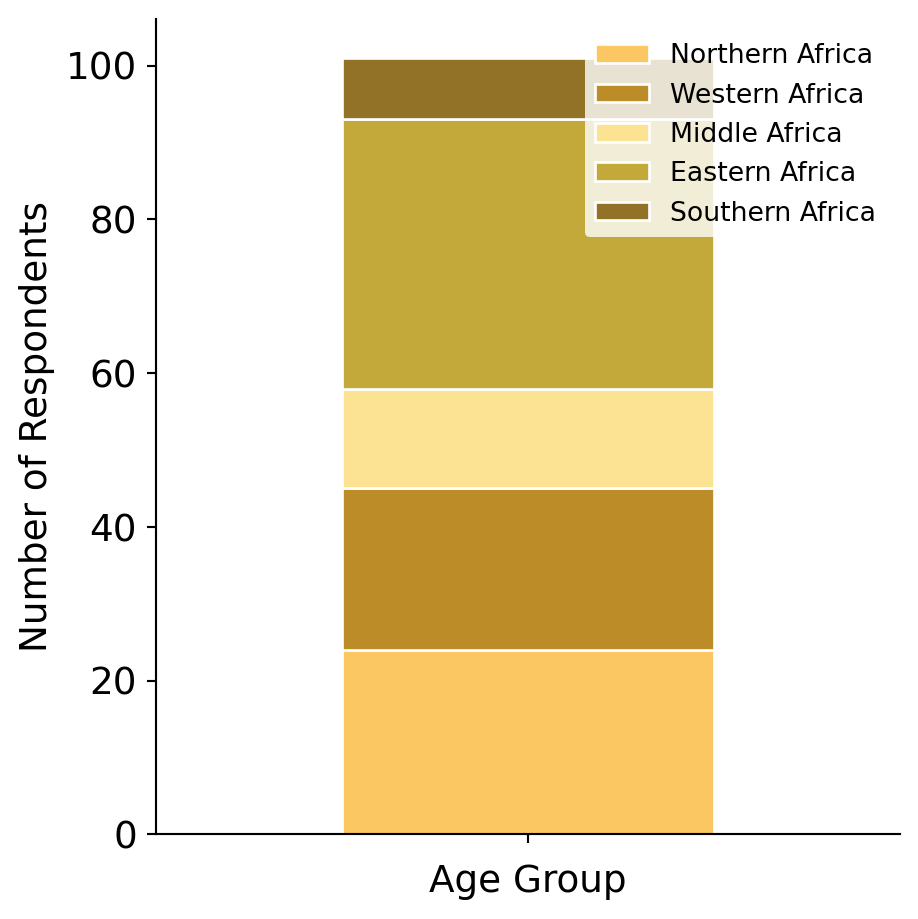 Number of Respondents
100
80
60
40
20
0
Age Group
Northern Africa
Western Africa
Middle Africa
Eastern Africa
Southern Africa